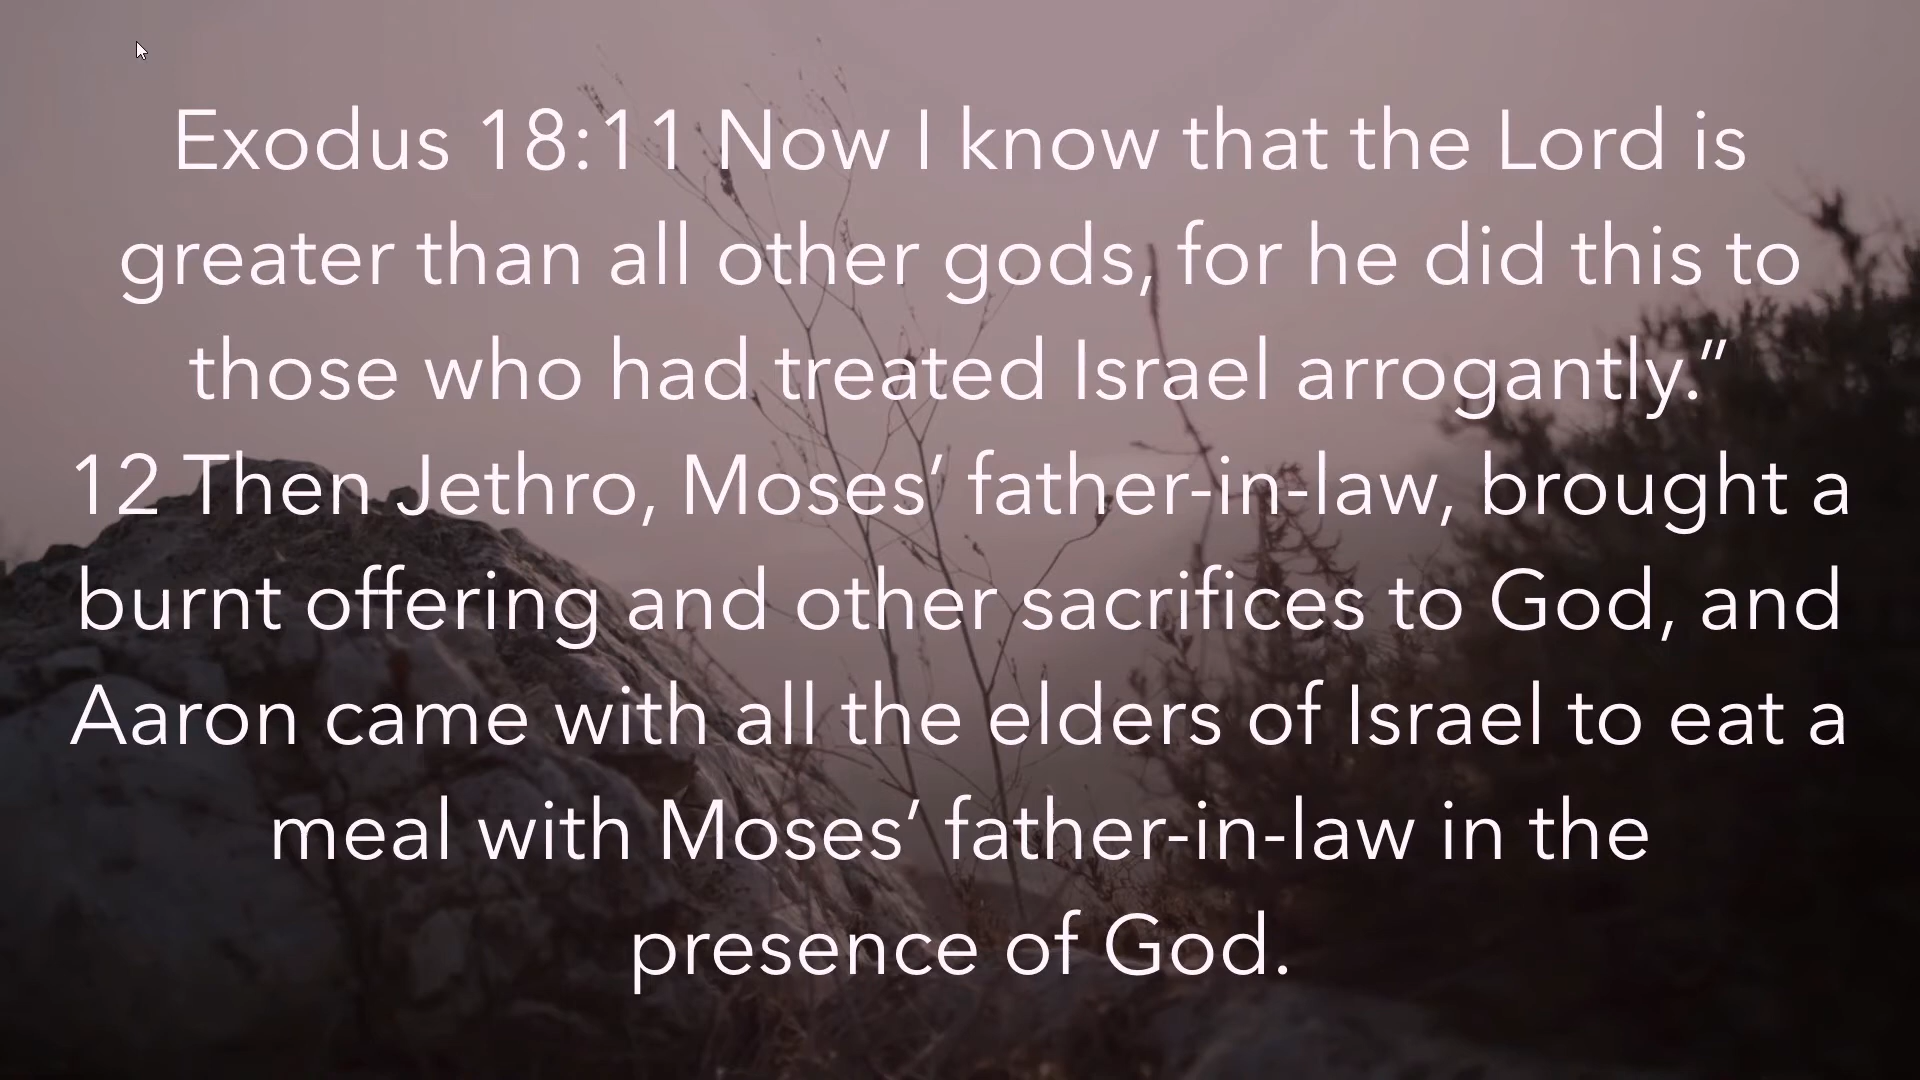 Exodus 18:11 Now I know that the Lord is
greater than all other gods, for he did this to
those who had treated Israel arrogantly.”
12 Then Jethro, Moses’ father-in-law, brought a
burnt offering and other sacrifices to God, and
Aaron came with all the elders of Israel to eat a
meal with Moses’ father-in-law in the
presence of God.